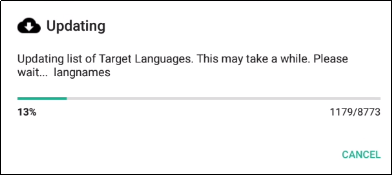 Updating
Updating list of Target Languages. This may take a while. Please
wait... langnames
13% 1179/8773
CANCEL